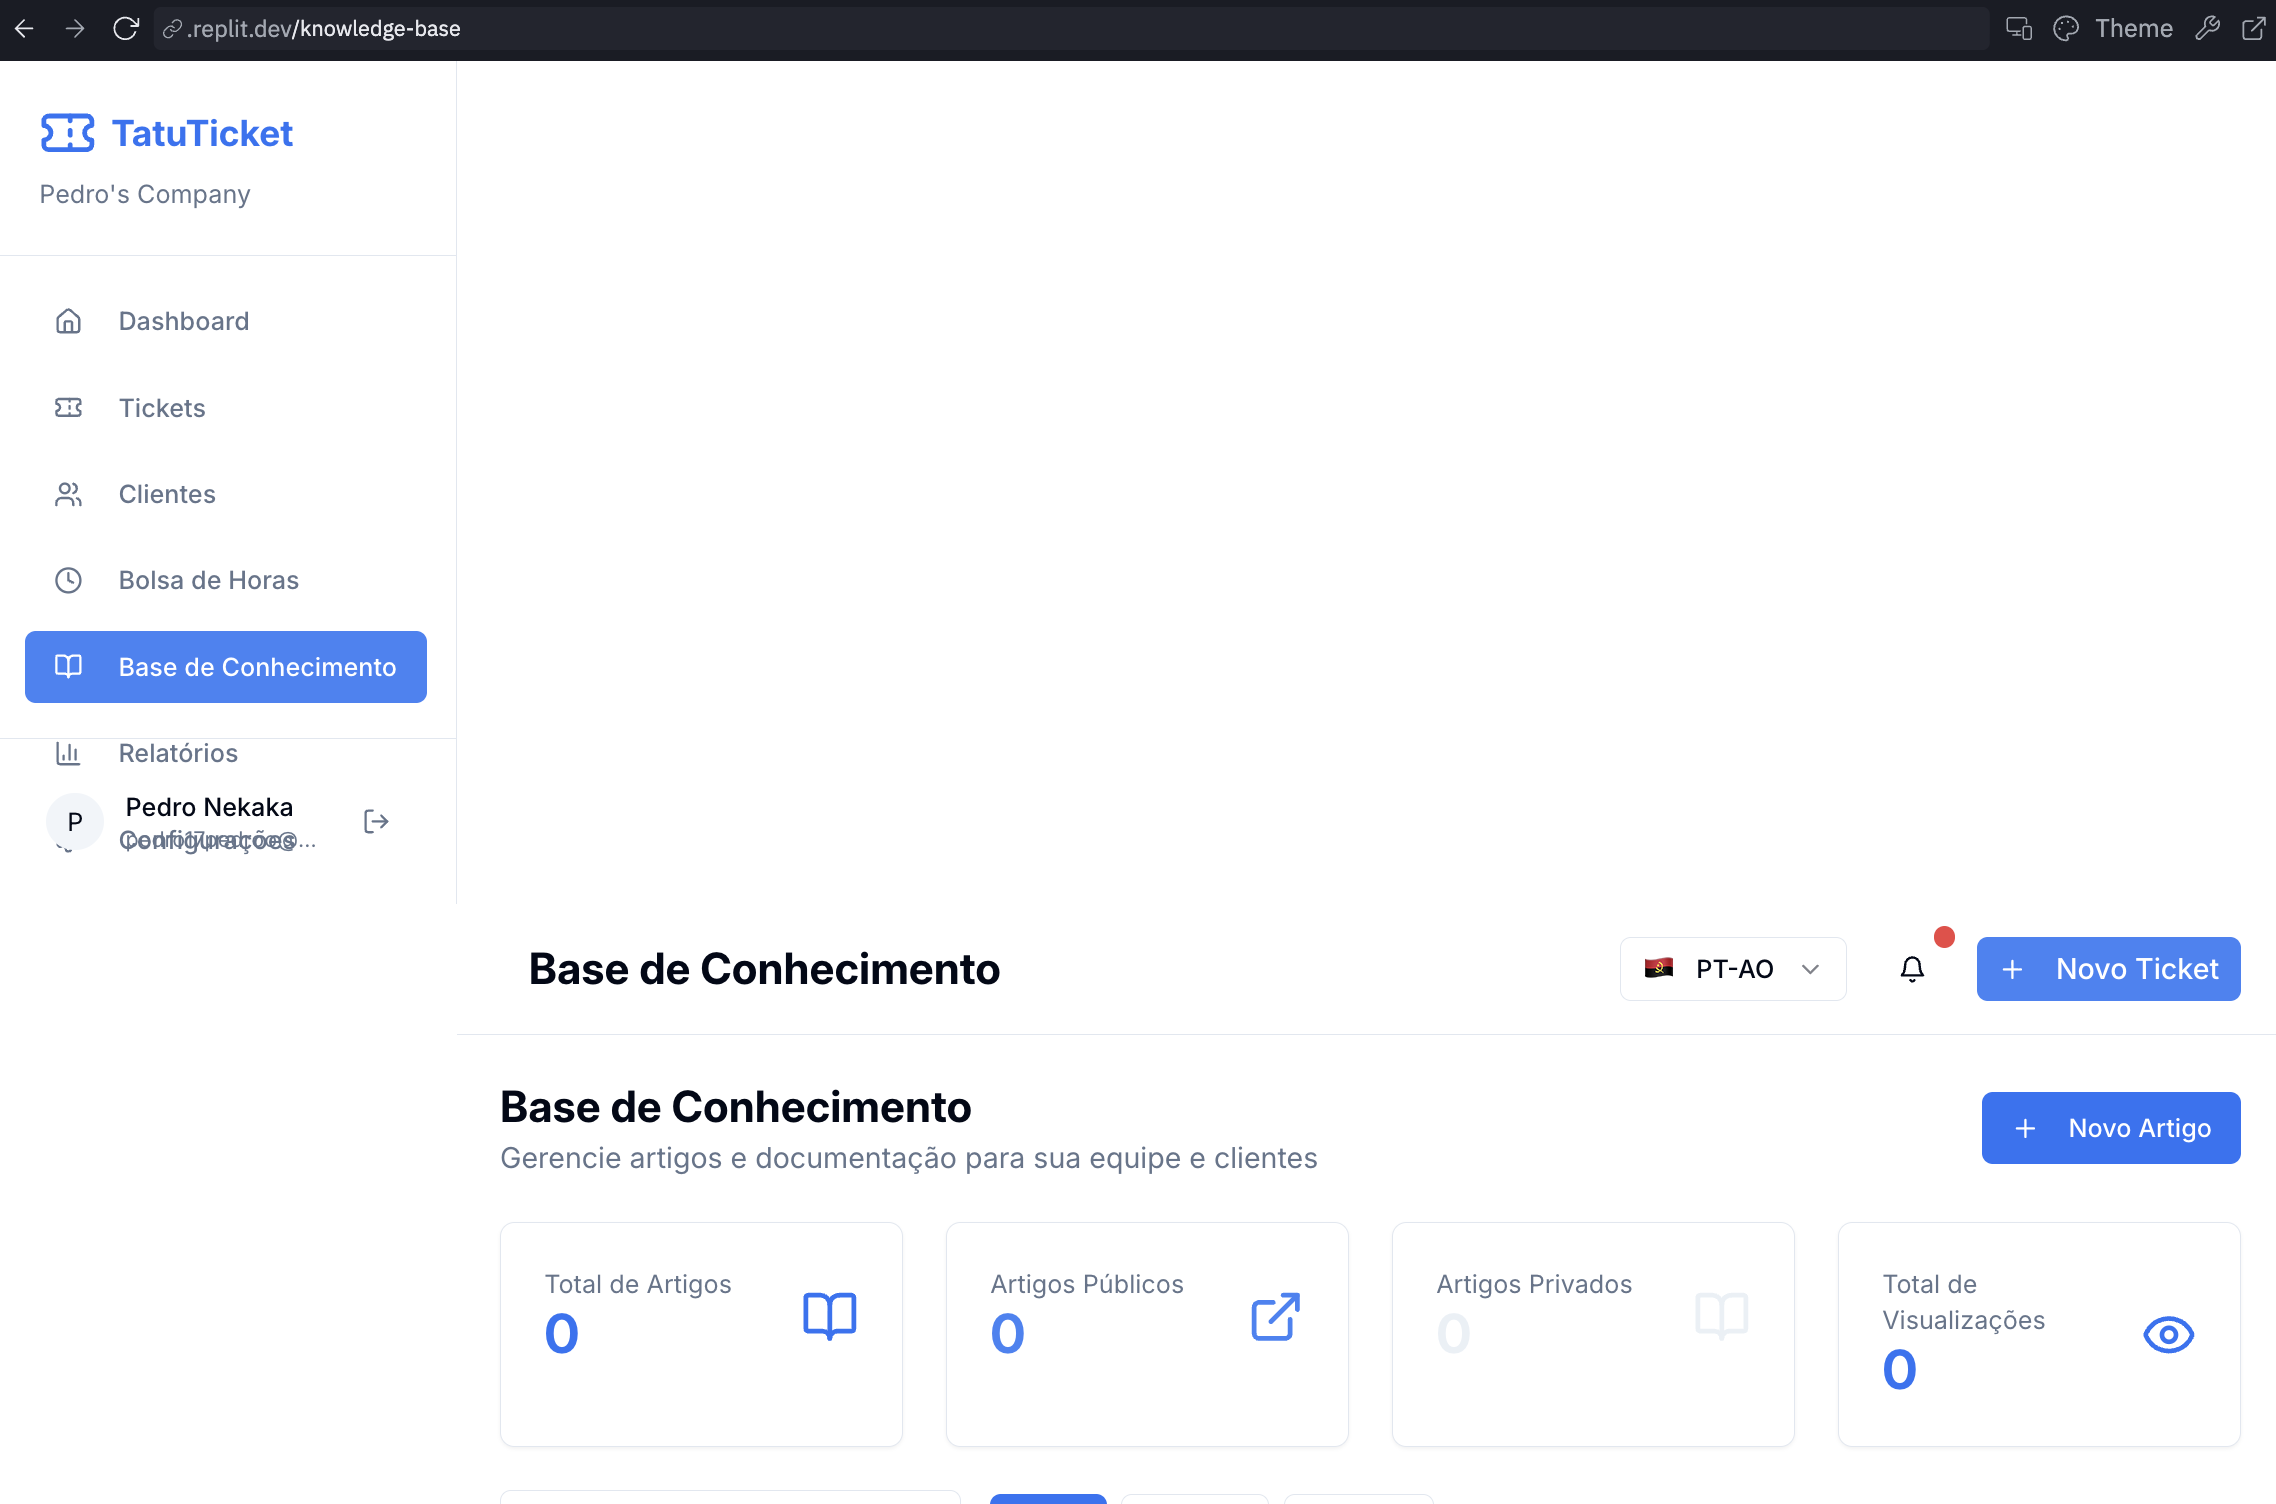 .replit.dev/knowledge-base
Theme
TatuTicket
Pedro's Company
Dashboard
Tickets
Clientes
Bolsa de Horas
Base de Conhecimento
Relatórios
P
Pedro Nekaka
Configurações
Base de Conhecimento
PT-AO
Novo Ticket
Base de Conhecimento
Gerencie artigos e documentação para sua equipe e clientes
Novo Artigo
Total de Artigos
0
Artigos Públicos
0
Artigos Privados
0
Total de
Visualizações
0